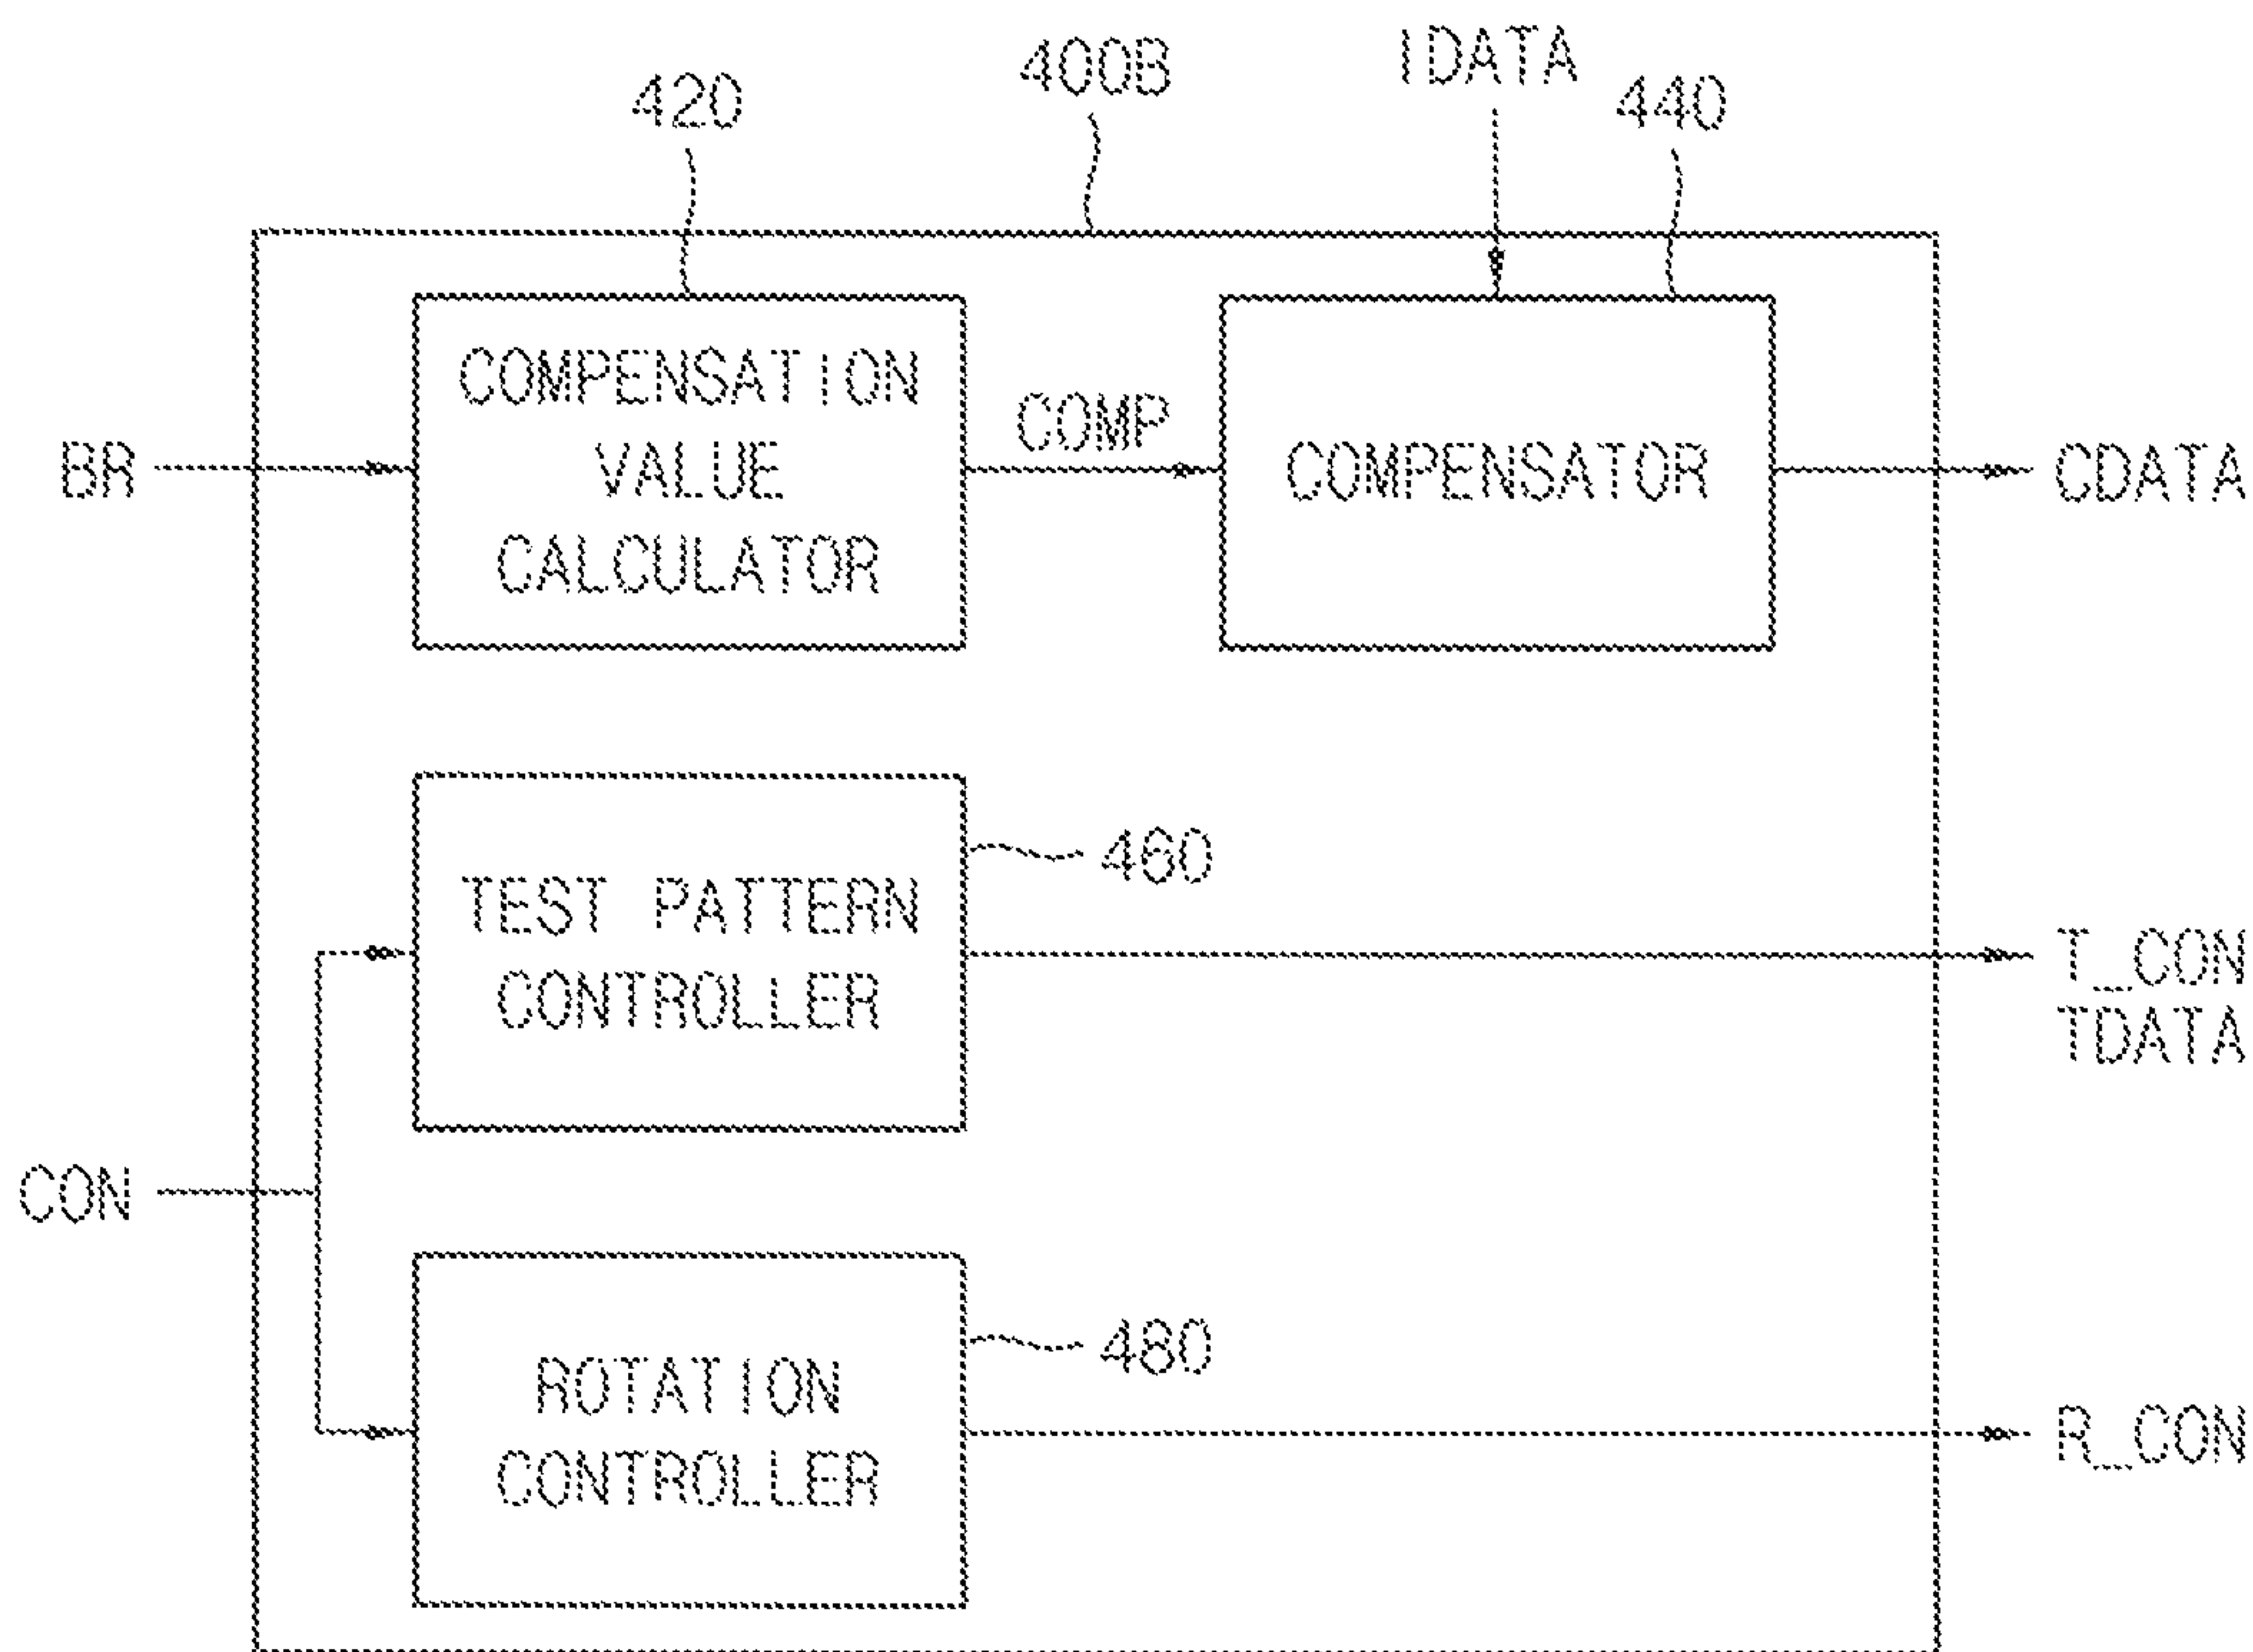 420
400B
IDATA
440
COMPENSATION
VALUE
CALCULATOR
COMP
COMPENSATOR
BR
CDATA
TEST PATTERN
CONTROLLER
460
T_CON
TDATA
CON
ROTATION
CONTROLLER
480
R_CON